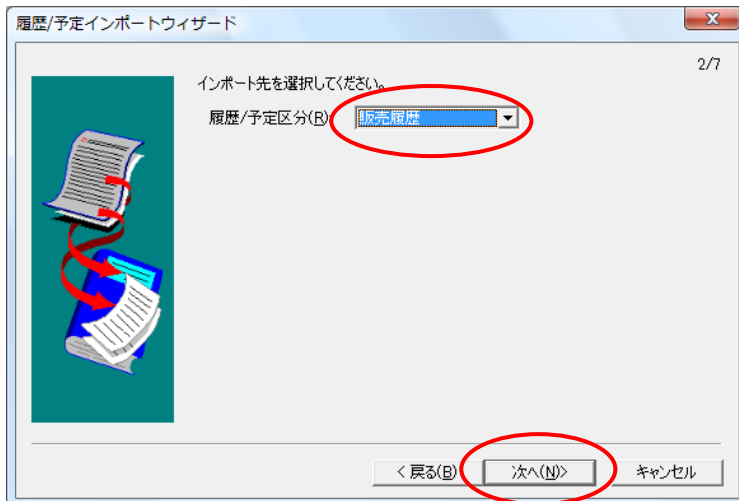 履歴/予定インポートウィザード
2/7
インポート先を選択してください。
履歴/予定区分(R): 販売履歴
< 戻る(B) 次へ(N)> キャンセル